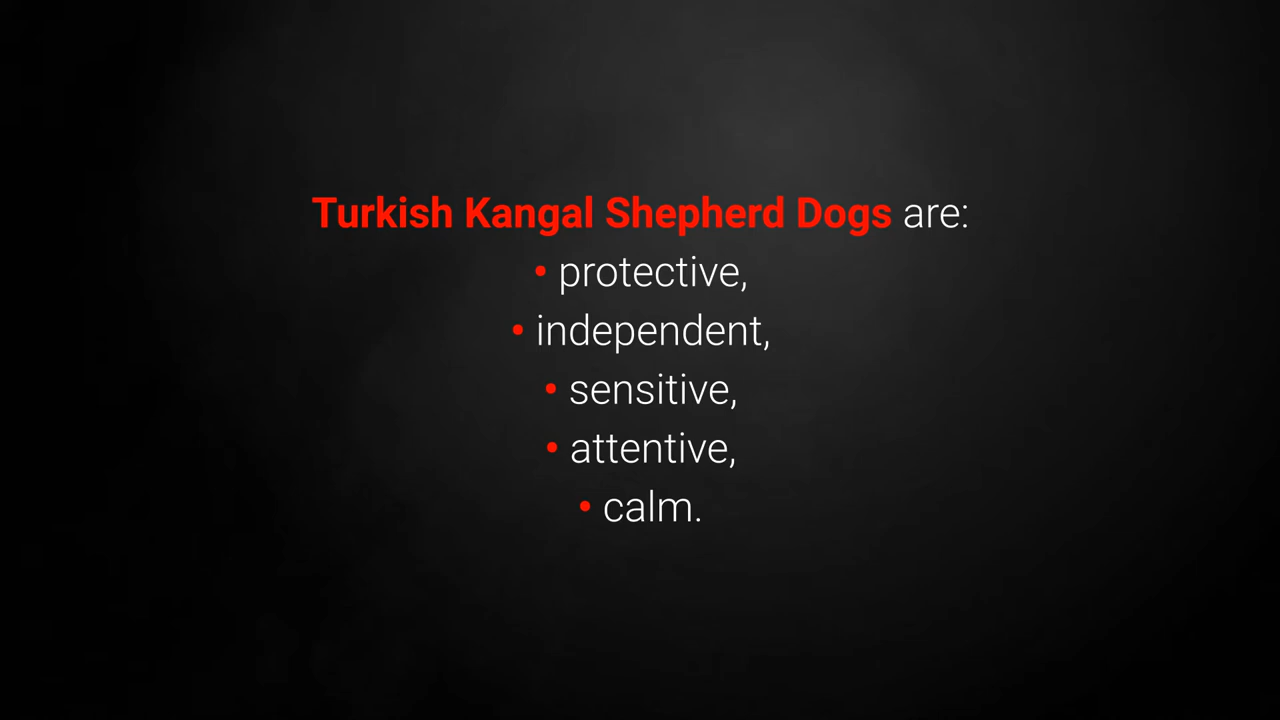 Turkish Kangal Shepherd Dogs are:
• protective,
• independent,
• sensitive,
• attentive,
• calm.